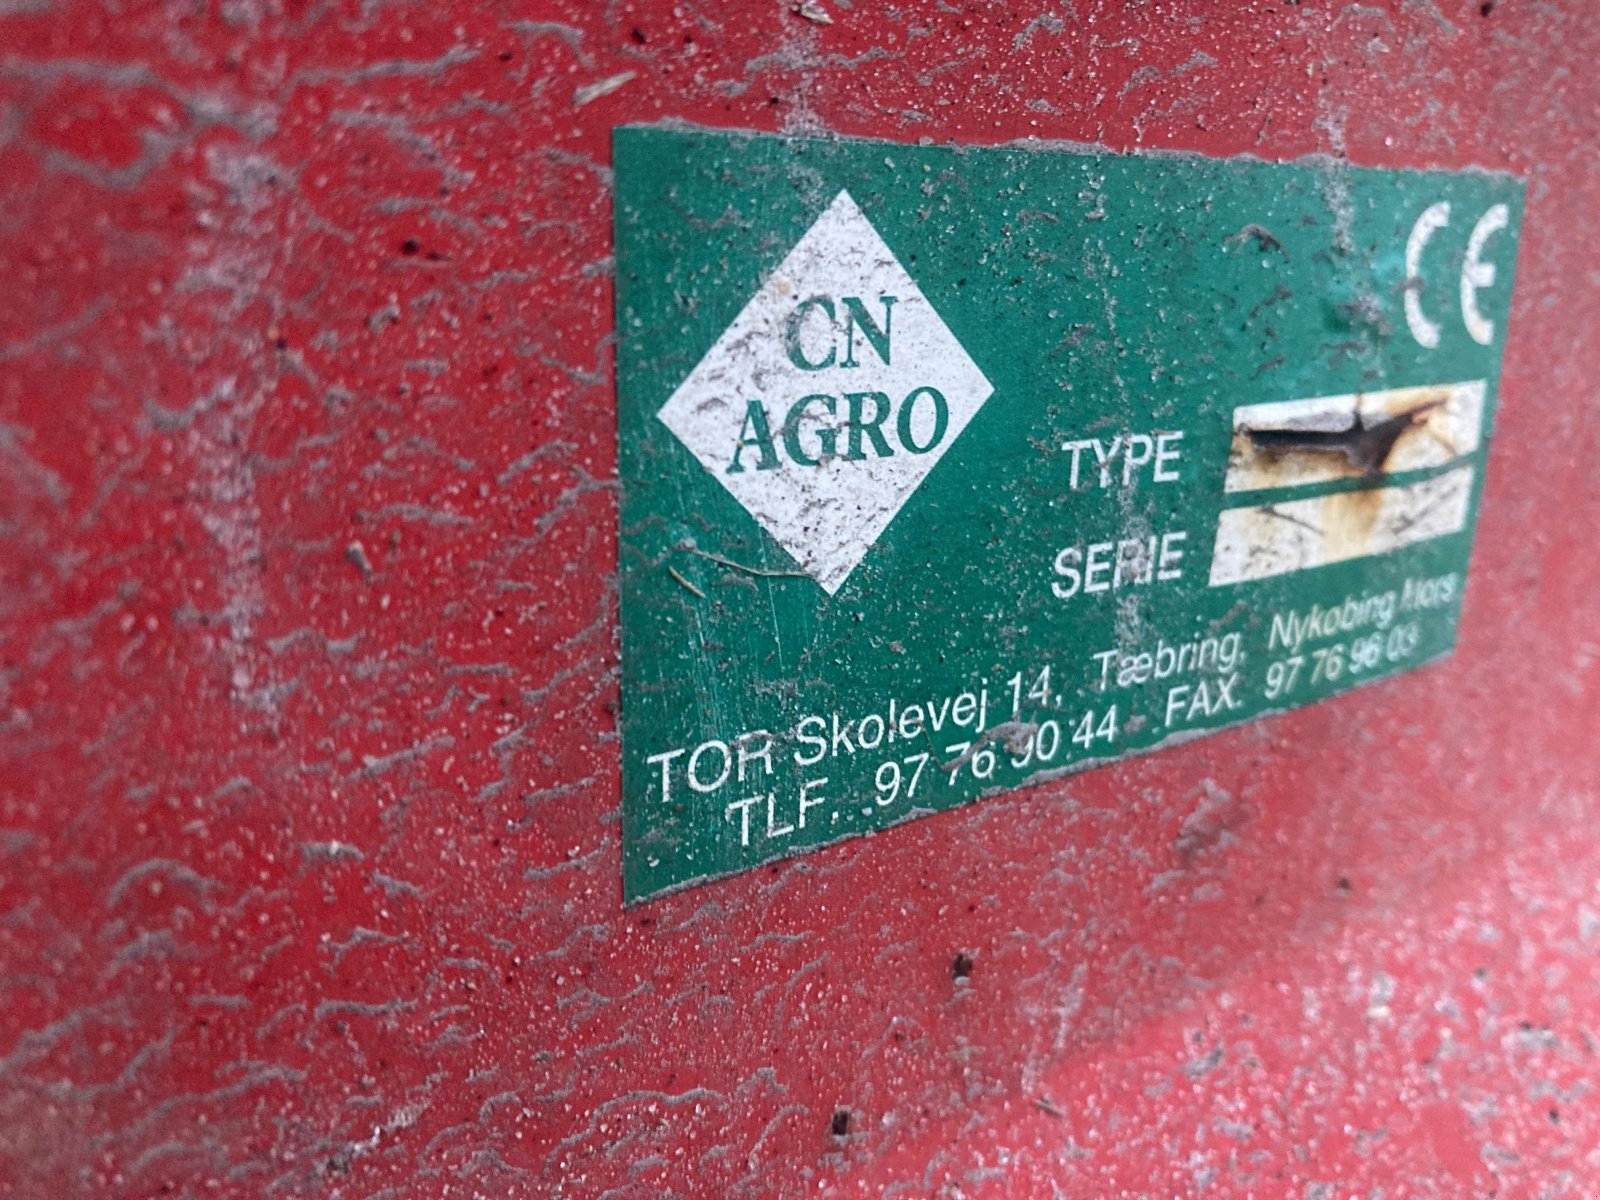 CN
AGRO
CE
TYPE
SERIE
TOR Skolevej 14, Tæbring, Nykobing Mors
TLF. 97 76 90 44 FAX. 97 76 96 03